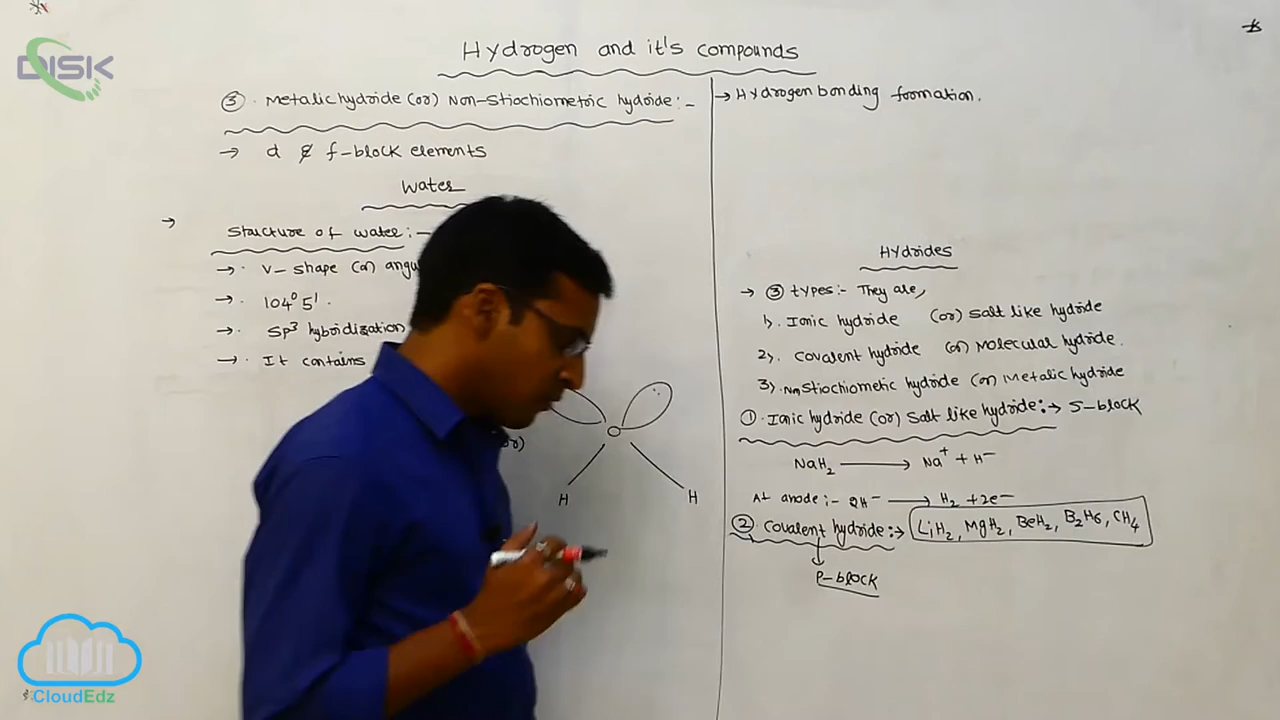 DISK
Hydrogen and it's compounds
③. Metalichydride (or) Non-stiochiometric hydride:-
→ d & f-block elements
Water
→
Structure of water:-
→. V- shape (or) angu
→. 104° 5'.
→. SP³ hybridization
→. It contains
or)
O
H H
→ Hydrogen bonding formation.
Hydrides
→ ③ types:- They are,
1). Ionic hydride (or) salt like hydride
2). Covalent hydride (or) Molecular hydride.
3). Non stiochiometic hydride (or) Metalic hydride
①. Ionic hydride (or) salt like hydride:→ S-block
NaH₂ → Na⁺ + H⁻
At anode:- 2H⁻ → H₂ + 2e⁻
②. Covalent hydride:→ LiH₂, MgH₂, BeH₂, B₂H₆, CH₄
P-block
CloudEdz